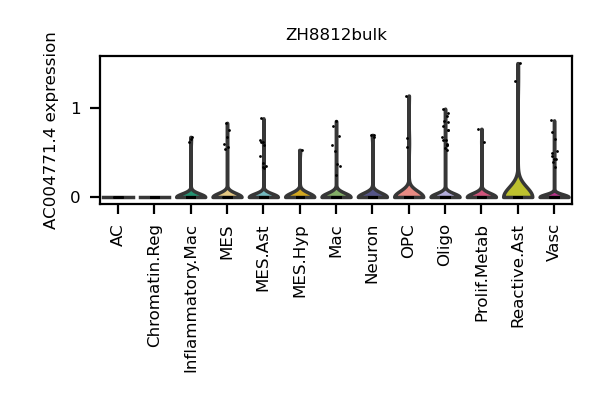 ZH8812bulk
AC004771.4 expression
1
0
AC
Chromatin.Reg
Inflammatory.Mac
MES
MES.Ast
MES.Hyp
Mac
Neuron
OPC
Oligo
Prolif.Metab
Reactive.Ast
Vasc